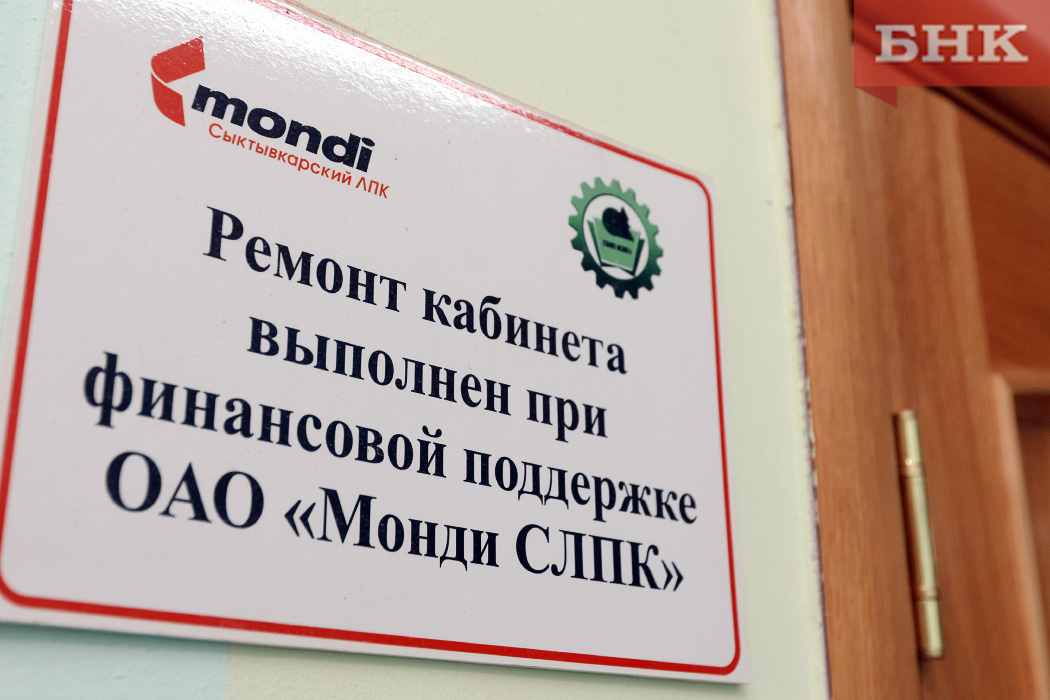 БНК
mondi
Сыктывкарский ЛПК
Ремонт кабинета
выполнен при
финансовой поддержке
ОАО «Монди СЛПК»